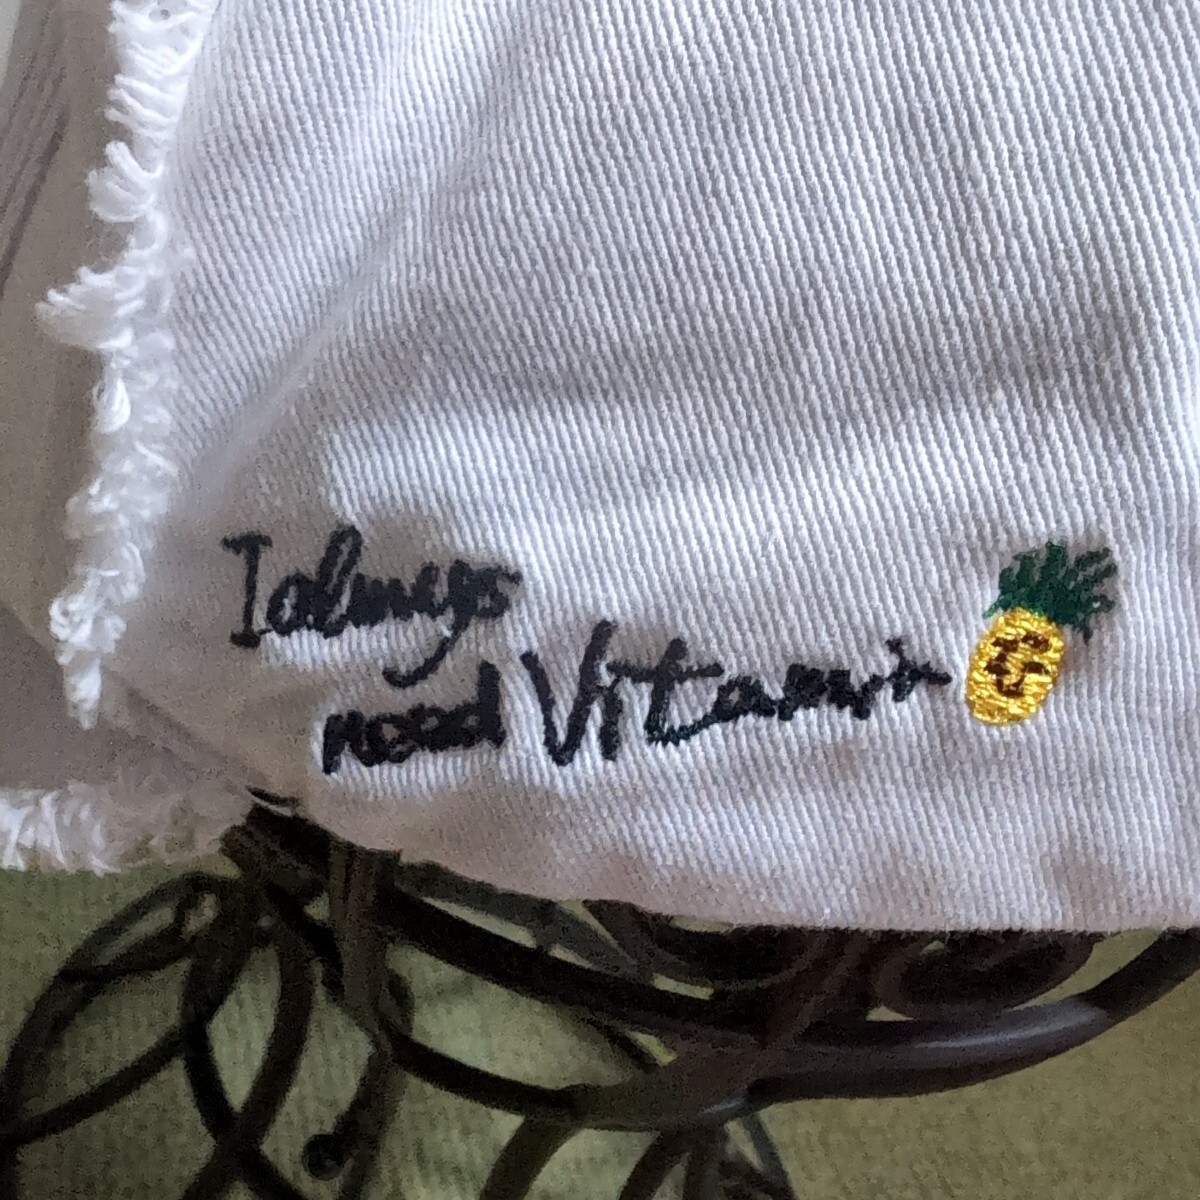 I always
need Vitamin
C